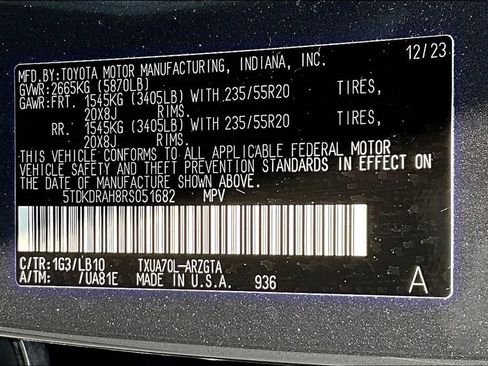 MFD.BY: TOYOTA MOTOR MANUFACTURING, INDIANA, INC. 12/23
GVWR: 2665KG (5870LB)
GAWR: FRT. 1545KG (3405LB) WITH 235/55R20 TIRES,
20X8J RIMS.
RR. 1545KG (3405LB) WITH 235/55R20 TIRES,
20X8J RIMS.
THIS VEHICLE CONFORMS TO ALL APPLICABLE FEDERAL MOTOR
VEHICLE SAFETY AND THEFT PREVENTION STANDARDS IN EFFECT ON
THE DATE OF MANUFACTURE SHOWN ABOVE.
5TDKDRAH8RS051682 MPV
C/TR: 1G3/LB10 TXUA70L-ARZGTA
A/TM: /UA81E MADE IN U.S.A. 936 A